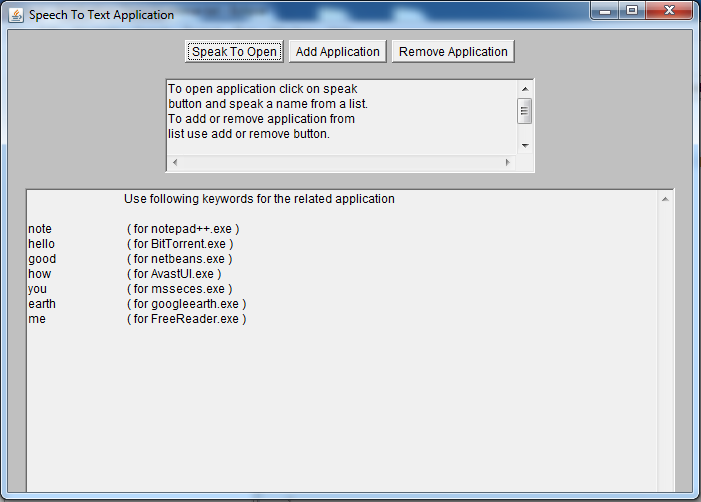 Speech To Text Application
Speak To Open Add Application Remove Application
To open application click on speak
button and speak a name from a list.
To add or remove application from
list use add or remove button.
Use following keywords for the related application
note ( for notepad++.exe )
hello ( for BitTorrent.exe )
good ( for netbeans.exe )
how ( for AvastUI.exe )
you ( for msseces.exe )
earth ( for googleearth.exe )
me ( for FreeReader.exe )